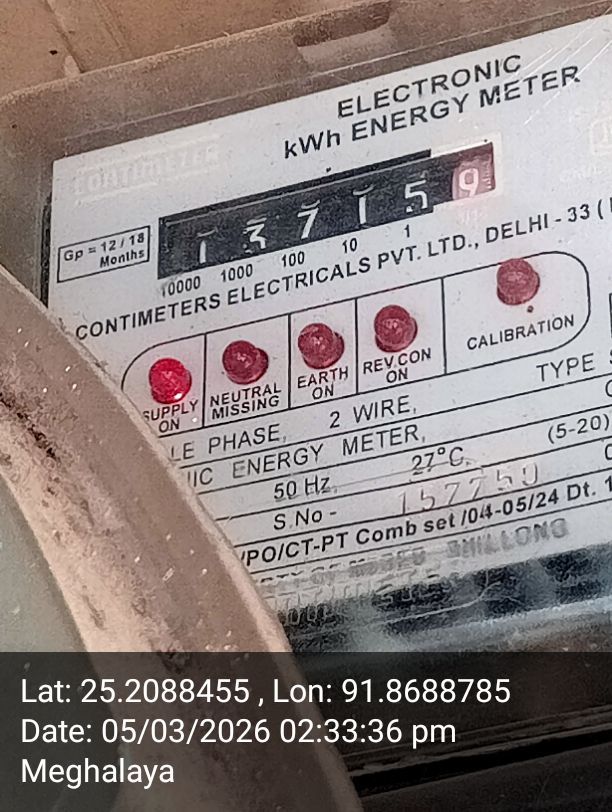 ELECTRONIC
kWh ENERGY METER
1 3 7 1 5 9
Gp = 12 / 18
Months
10000 1000 100 10 1
CONTIMETERS ELECTRICALS PVT. LTD., DELHI - 33 (
SUPPLY ON
NEUTRAL MISSING
EARTH ON
REV.CON ON
CALIBRATION
LE PHASE, 2 WIRE, TYPE
IC ENERGY METER, (5-20)
50 Hz, 27°C,
S.No - 157750
/PO/CT-PT Comb set /04-05/24 Dt. 1
SHILLONG
Lat: 25.2088455 , Lon: 91.8688785
Date: 05/03/2026 02:33:36 pm
Meghalaya